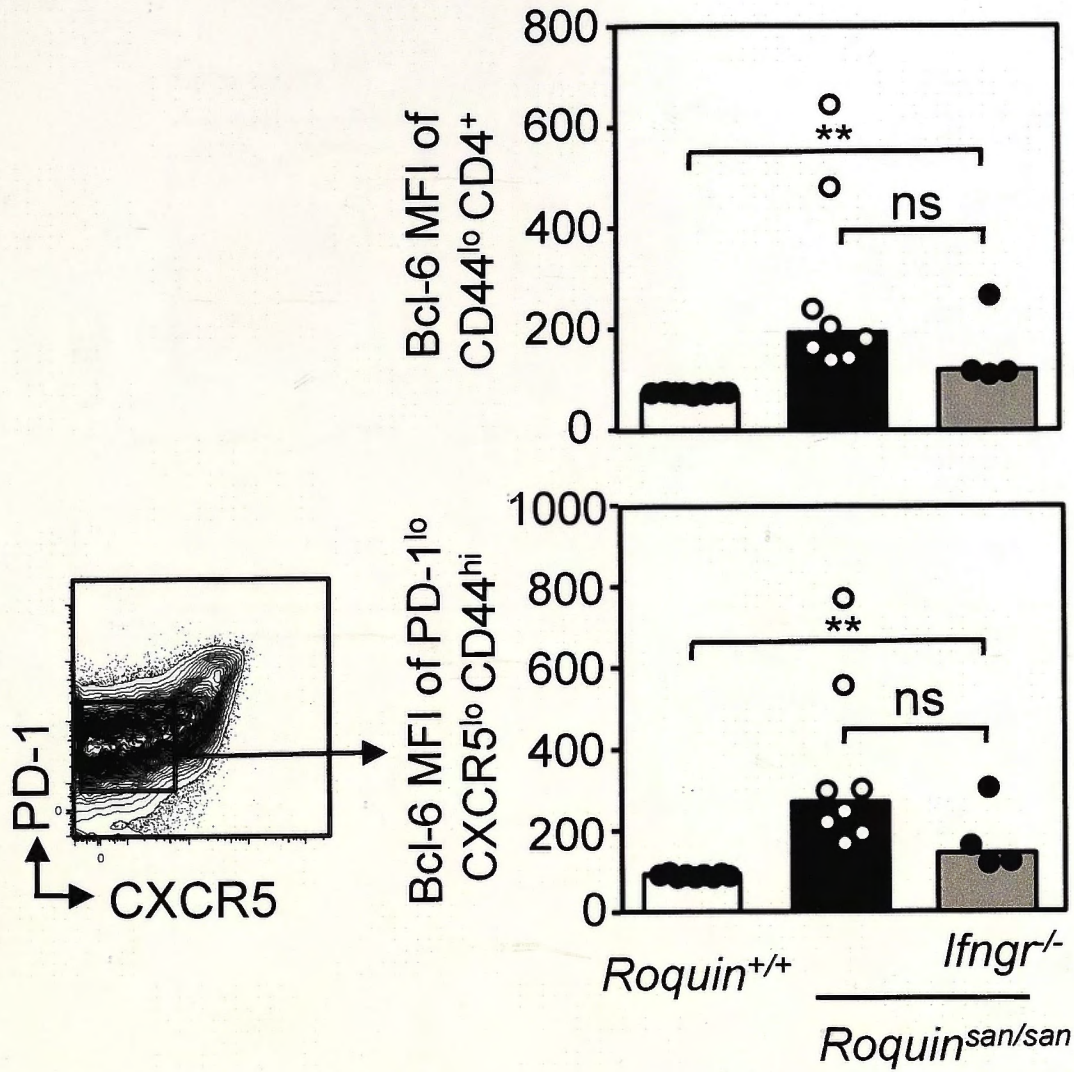 Bcl-6 MFI of
CD44lo CD4+
800
600
400
200
0
**
ns
PD-1
0
0
CXCR5
Bcl-6 MFI of PD-1lo
CXCR5lo CD44hi
1000
800
600
400
200
0
**
ns
Roquin+/+
Ifngr-/-
Roquinsan/san